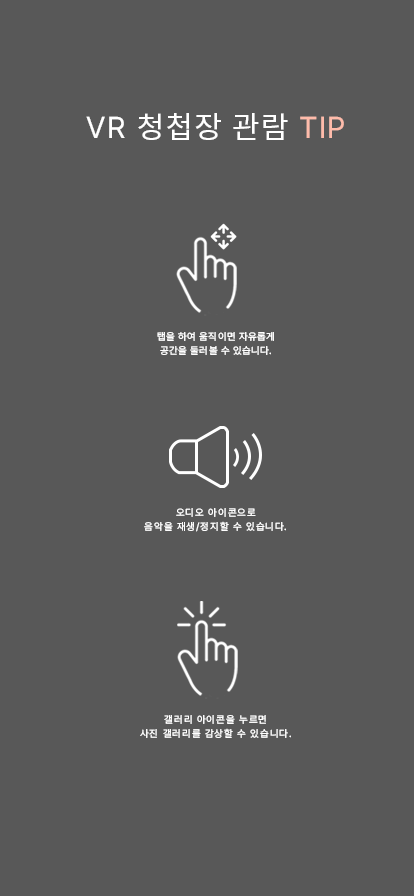 VR 청첩장 관람 TIP
탭을 하여 움직이면 자유롭게
공간을 둘러볼 수 있습니다.
오디오 아이콘으로
음악을 재생/정지할 수 있습니다.
갤러리 아이콘을 누르면
사진 갤러리를 감상할 수 있습니다.